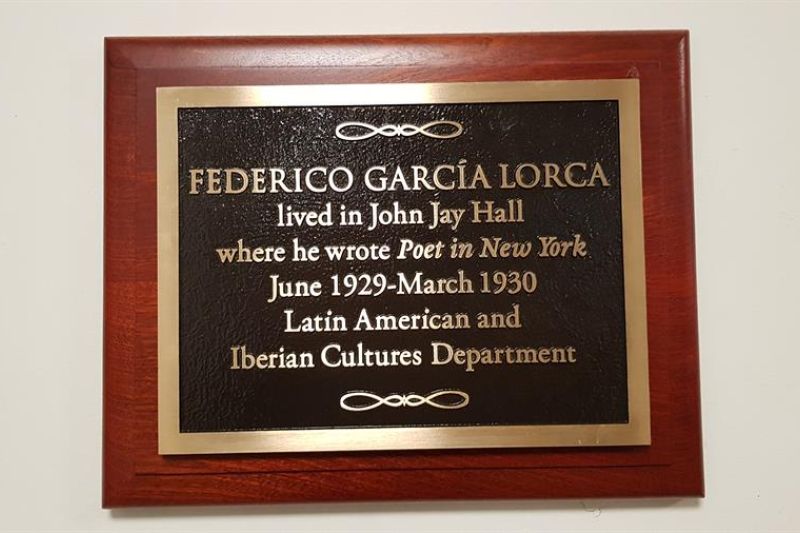 FEDERICO GARCÍA LORCA
lived in John Jay Hall
where he wrote Poet in New York
June 1929-March 1930
Latin American and
Iberian Cultures Department